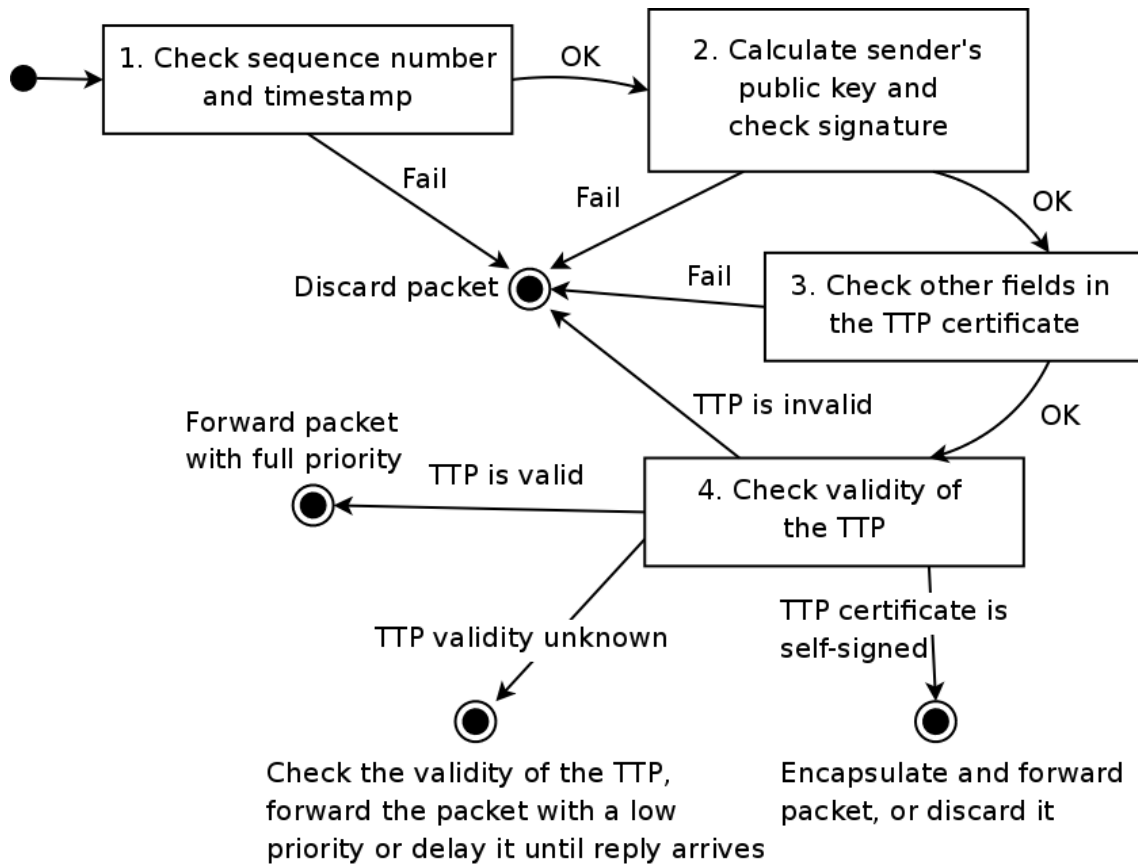 1. Check sequence number
and timestamp
OK
2. Calculate sender's
public key and
check signature
Fail
Fail
OK
Discard packet
Fail
3. Check other fields in
the TTP certificate
TTP is invalid
OK
Forward packet
with full priority
TTP is valid
4. Check validity of
the TTP
TTP validity unknown
TTP certificate is
self-signed
Check the validity of the TTP,
forward the packet with a low
priority or delay it until reply arrives
Encapsulate and forward
packet, or discard it